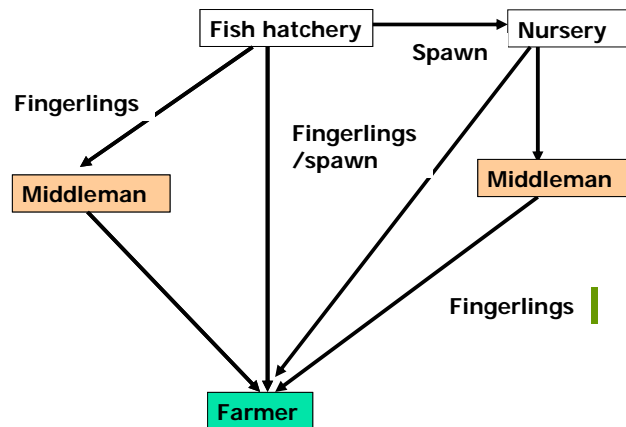 Fish hatchery
Nursery
Spawn
Fingerlings
Fingerlings
/spawn
Middleman
Middleman
Fingerlings
Farmer